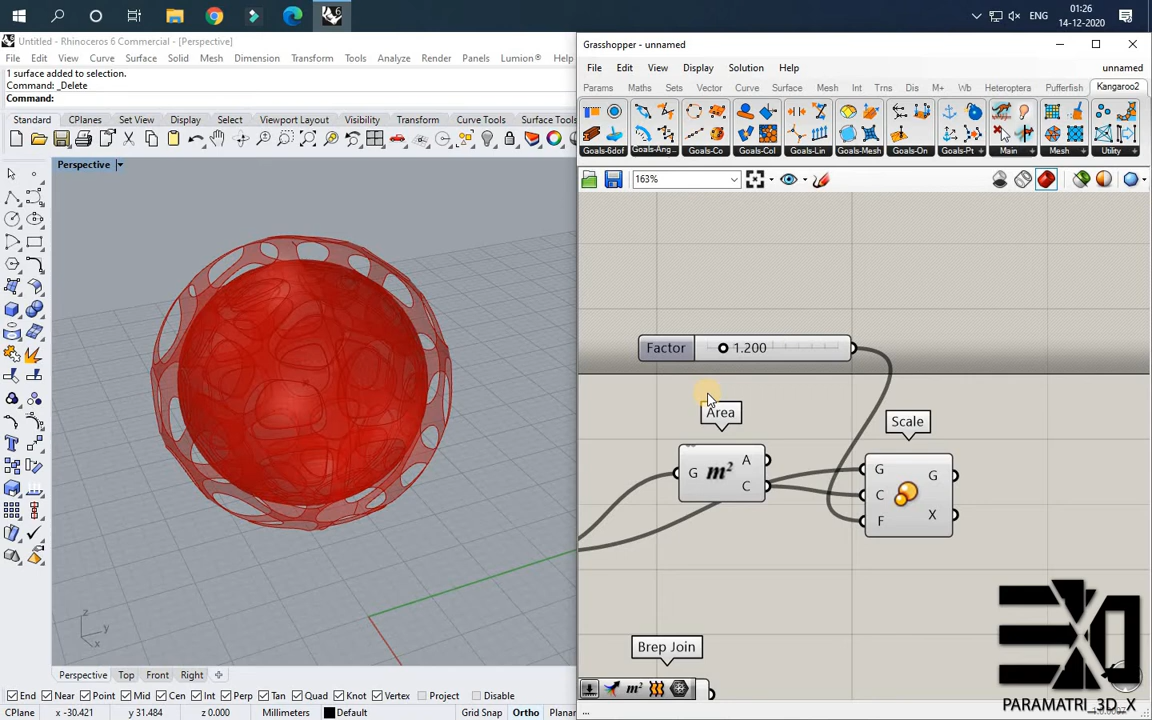 01:26
ENG
14-12-2020
Untitled - Rhinoceros 6 Commercial - [Perspective]
File Edit View Curve Surface Solid Mesh Dimension Transform Tools Analyze Render Panels Lumion® Help
1 surface added to selection.
Command: _Delete
Command:
Standard CPlanes Set View Display Select Viewport Layout Visibility Transform Curve Tools Surface Tools
Perspective
Grasshopper - unnamed
File Edit View Display Solution Help
unnamed
Params Maths Sets Vector Curve Surface Mesh Int Trns Dis M+ Wb Heteroptera Pufferfish Kangaroo2
Goals-6dof Goals-Ang... Goals-Co Goals-Col Goals-Lin Goals-Mesh Goals-On Goals-Pt Main Mesh Utility
163%
Factor 1.200
Area
G m² A
C
Scale
G G
C
F X
Brep Join
z
y
x
Perspective Top Front Right
End Near Point Mid Cen Int Perp Tan Quad Knot Vertex Project Disable
CPlane x -30.421 y 31.484 z 0.000 Millimeters Default Grid Snap Ortho Planar
m²
...
PARAMATRI_3D_X